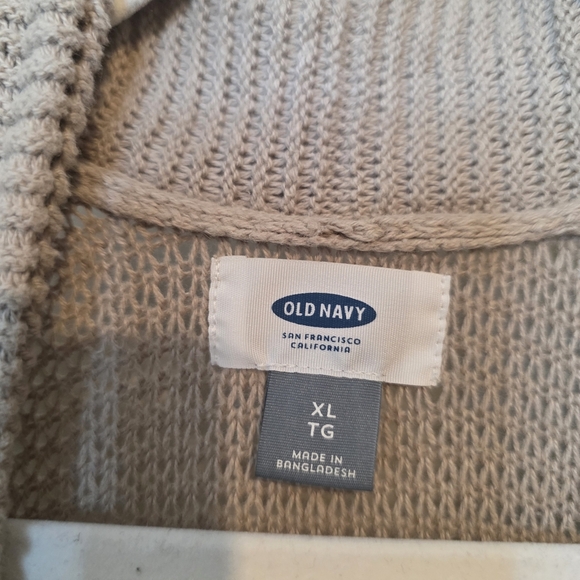 OLD NAVY
SAN FRANCISCO
CALIFORNIA
XL
TG
MADE IN
BANGLADESH